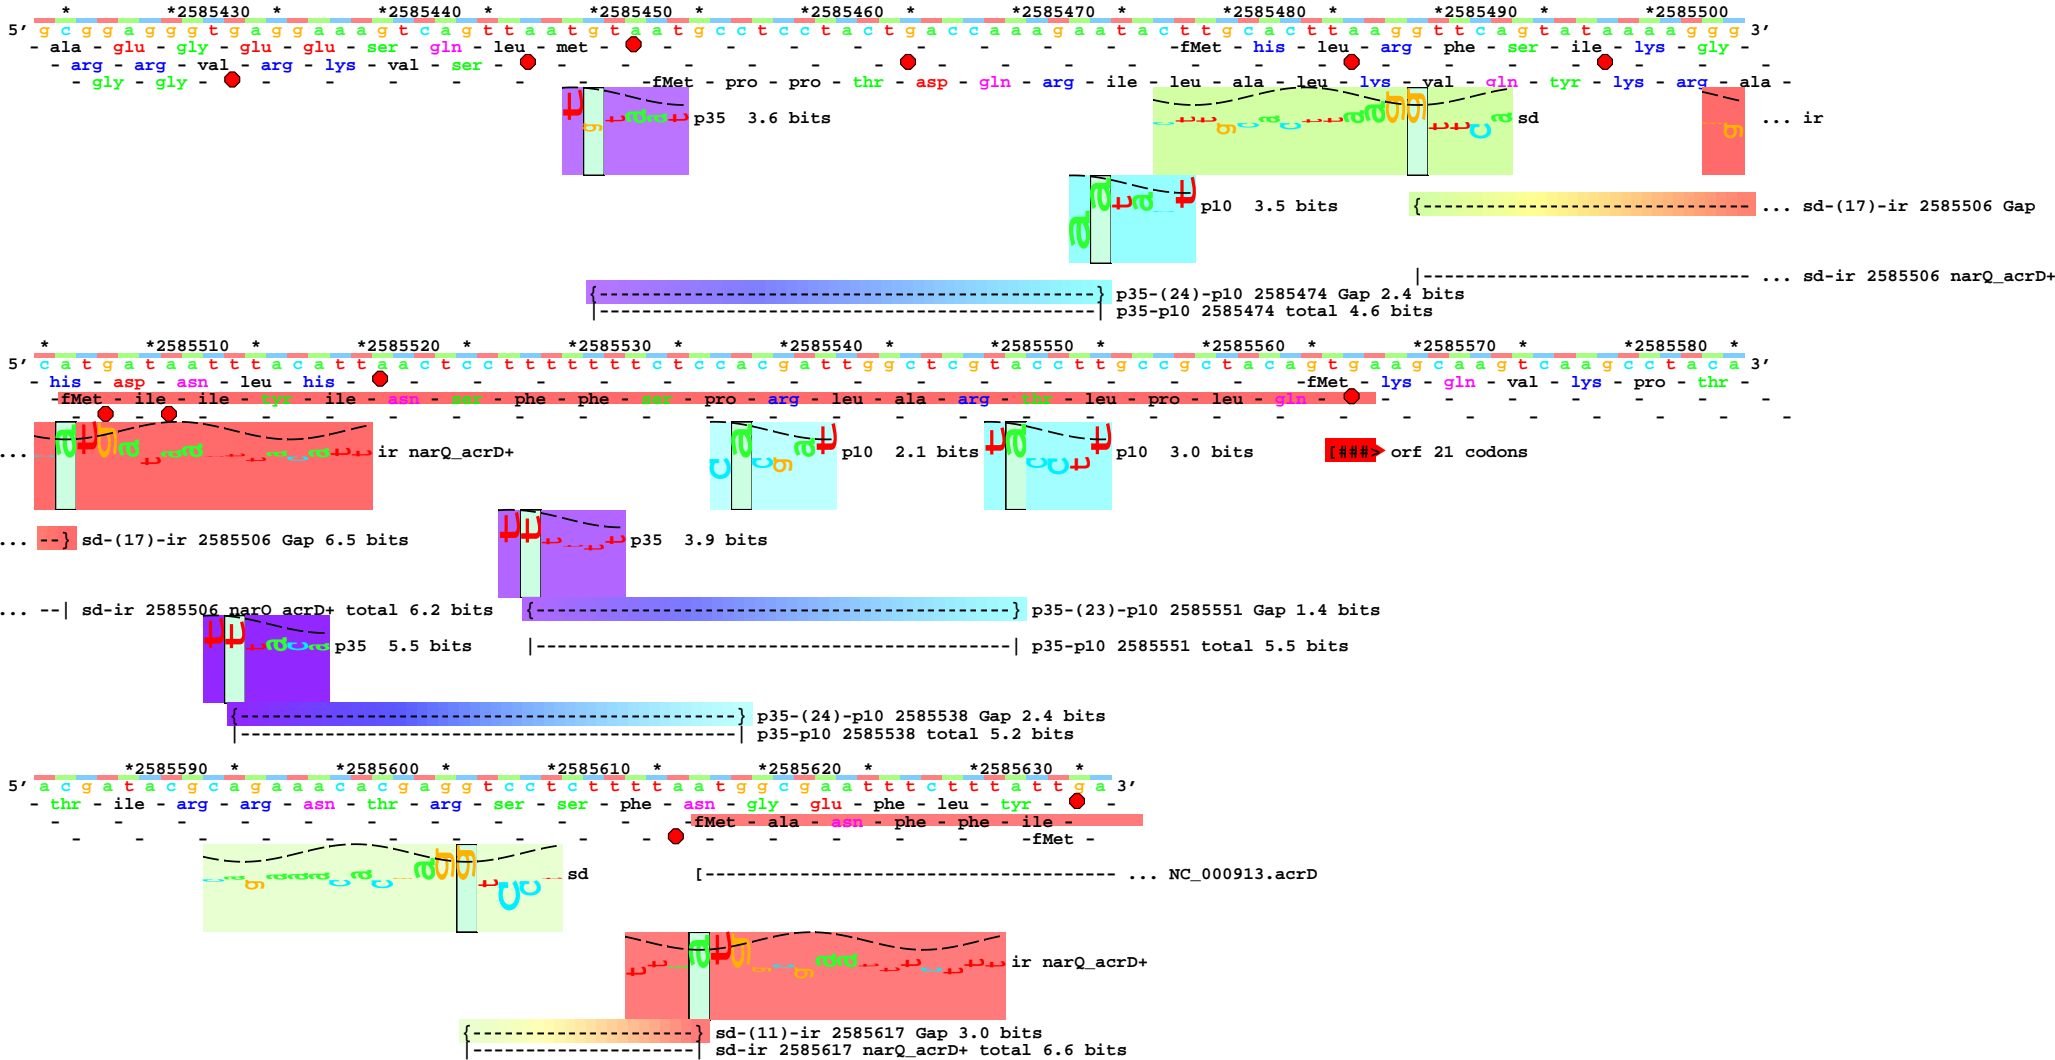 * *2585430 * *2585440 * *2585450 * *2585460 * *2585470 * *2585480 * *2585490 * *2585500
5' g c g g a g g g t g a g g a a a g t c a g t t a a t g t a a t g c c t c c t a c t g a c c a a a g a a t a c t t g c a c t t a a g g t t c a g t a t a a a a g g g 3'
- ala - glu - gly - glu - glu - ser - gln - leu - met - - - - - - - - - -fMet - his - leu - arg - phe - ser - ile - lys - gly -
- arg - arg - val - arg - lys - val - ser - - - - - - - - - - - - - - - - - - - -
- gly - gly - - - - - - - -fMet - pro - pro - thr - asp - gln - arg - ile - leu - ala - leu - lys - val - gln - tyr - lys - arg - ala -
p35 3.6 bits
sd
... ir
p10 3.5 bits
{------------------------------- ... sd-(17)-ir 2585506 Gap
|------------------------------- ... sd-ir 2585506 narQ_acrD+
{-----------------------------------------------} p35-(24)-p10 2585474 Gap 2.4 bits
|-----------------------------------------------| p35-p10 2585474 total 4.6 bits
* *2585510 * *2585520 * *2585530 * *2585540 * *2585550 * *2585560 * *2585570 * *2585580 *
5' c a t g a t a a t t t a c a t t a a c t c c t t t t t t c t c c a c g a t t g g c t c g t a c c t t g c c g c t a c a g t g a a g c a a g t c a a g c c t a c a 3'
- his - asp - asn - leu - his - - - - - - - - - - - - - - - -fMet - lys - gln - val - lys - pro - thr -
-fMet - ile - ile - tyr - ile - asn - ser - phe - phe - ser - pro - arg - leu - ala - arg - thr - leu - pro - leu - gln - - - - - - - -
... ir narQ_acrD+
p10 2.1 bits
p10 3.0 bits
[###> orf 21 codons
... --} sd-(17)-ir 2585506 Gap 6.5 bits
p35 3.9 bits
... --| sd-ir 2585506 narQ_acrD+ total 6.2 bits
{---------------------------------------------} p35-(23)-p10 2585551 Gap 1.4 bits
p35 5.5 bits
|---------------------------------------------| p35-p10 2585551 total 5.5 bits
{-----------------------------------------------} p35-(24)-p10 2585538 Gap 2.4 bits
|-----------------------------------------------| p35-p10 2585538 total 5.2 bits
*2585590 * *2585600 * *2585610 * *2585620 * *2585630 *
5' a c g a t a c g c a g a a a c a c g a g g t c c t c t t t t a a t g g c g a a t t t c t t t a t t g a 3'
- thr - ile - arg - arg - asn - thr - arg - ser - ser - phe - asn - gly - glu - phe - leu - tyr -
- - - - - - - - - - -fMet - ala - asn - phe - phe - ile -
- - - - - - - - - - - - - - - -fMet -
sd
[--------------------------------------- ... NC_000913.acrD
ir narQ_acrD+
{---------------------} sd-(11)-ir 2585617 Gap 3.0 bits
|---------------------| sd-ir 2585617 narQ_acrD+ total 6.6 bits